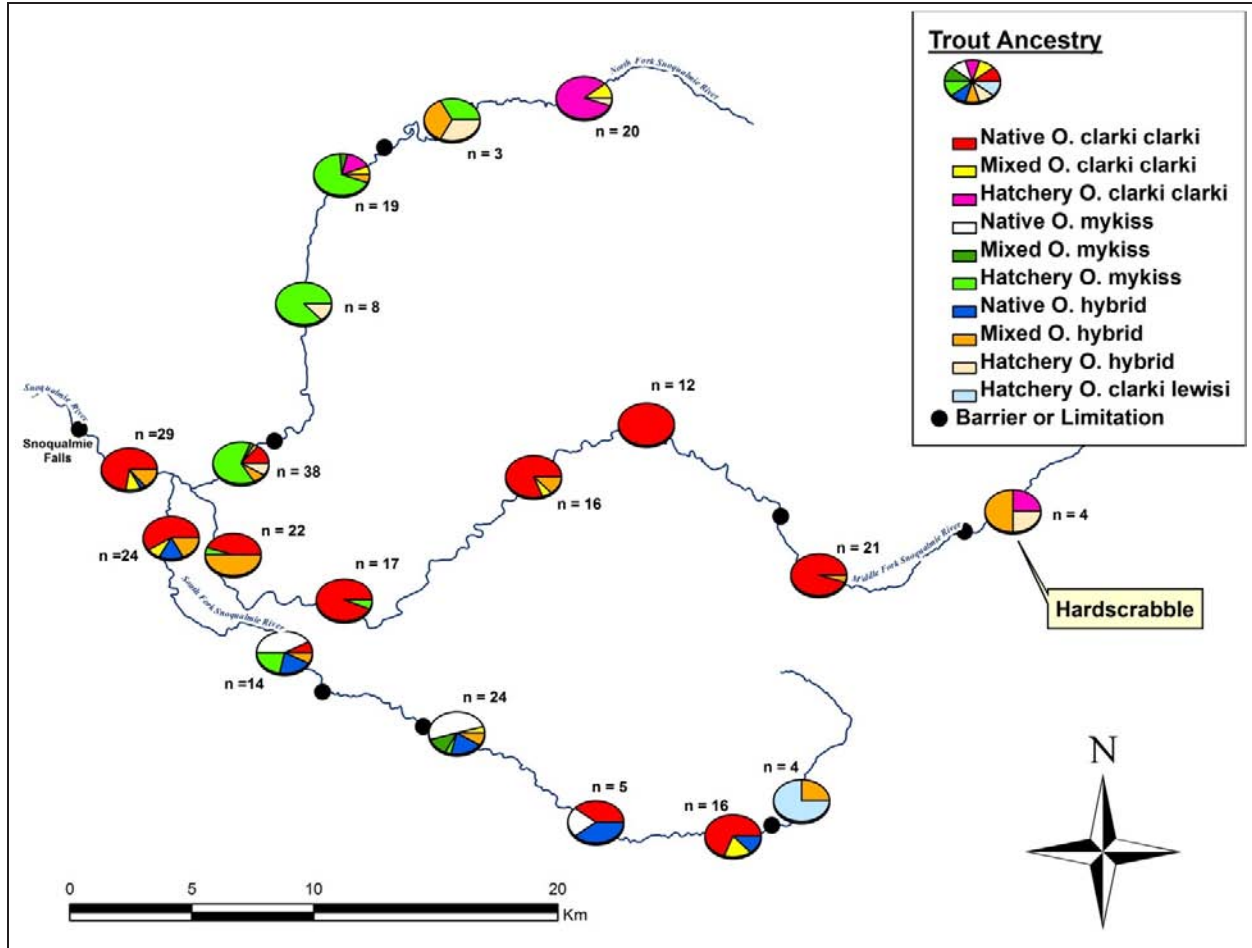 Trout Ancestry
Native O. clarki clarki
Mixed O. clarki clarki
Hatchery O. clarki clarki
Native O. mykiss
Mixed O. mykiss
Hatchery O. mykiss
Native O. hybrid
Mixed O. hybrid
Hatchery O. hybrid
Hatchery O. clarki lewisi
Barrier or Limitation
North Fork Snoqualmie River
n = 20
n = 3
n = 19
n = 8
Snoqualmie River
Snoqualmie
Falls
n =29
n = 38
n = 12
n = 16
n = 4
n = 22
n =24
n = 17
n = 21
Middle Fork Snoqualmie River
Hardscrabble
South Fork Snoqualmie River
n =14
n = 24
n = 5
n = 16
n = 4
N
0 5 10 20
Km